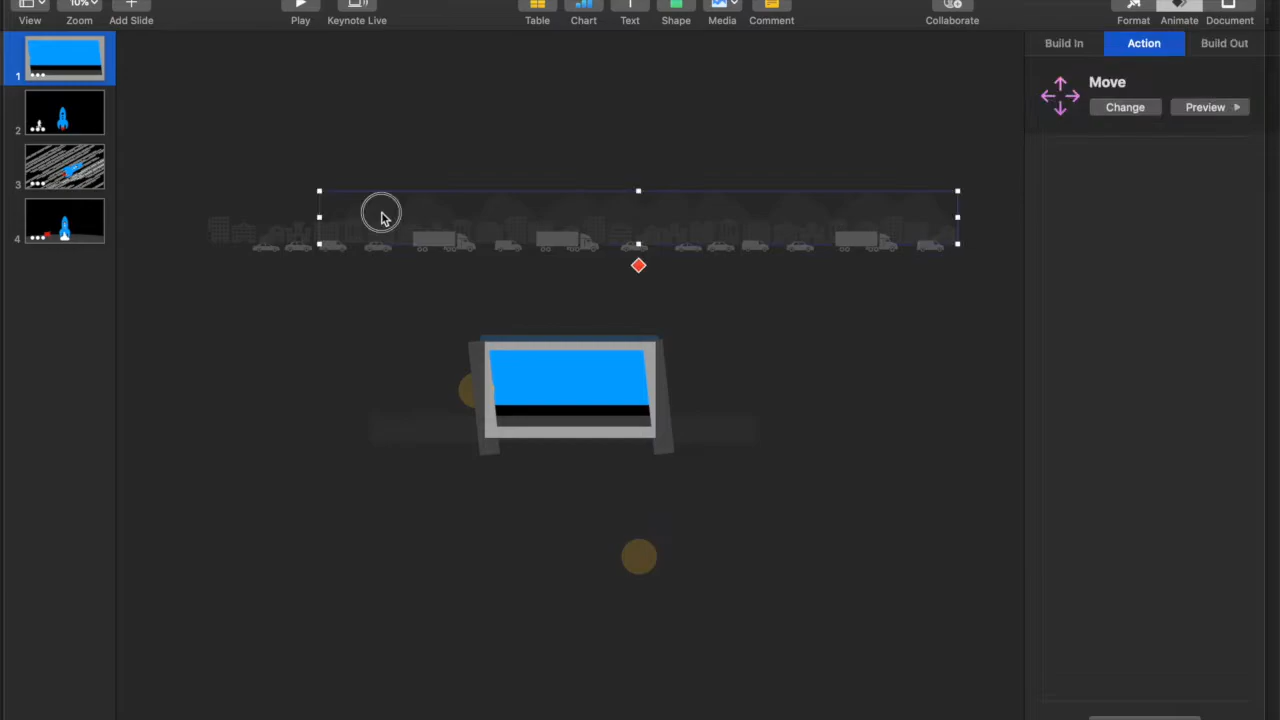 10%
View Zoom Add Slide Play Keynote Live Table Chart Text Shape Media Comment Collaborate Format Animate Document
Build In Action Build Out
1
Move
Change Preview
2
3
4